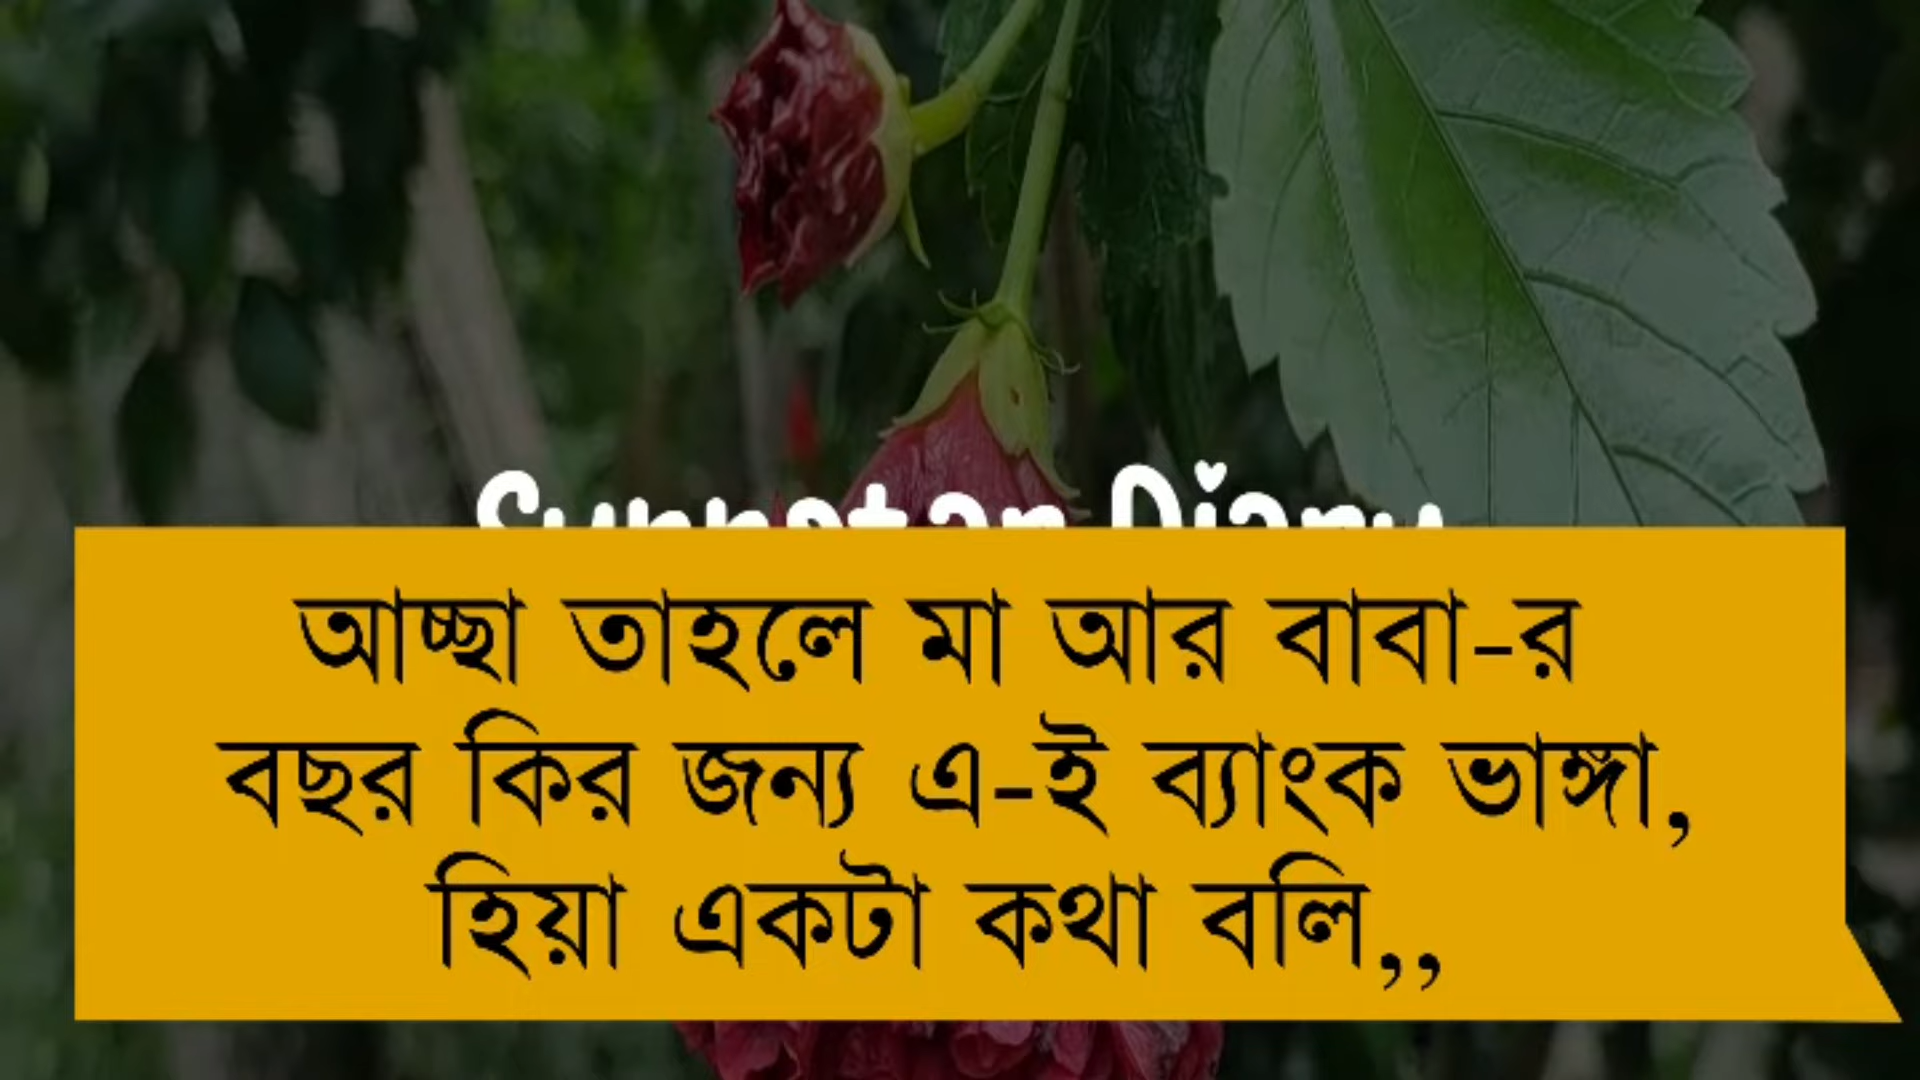 আচ্ছা তাহলে মা আর বাবা-র
বছর কির জন্য এ-ই ব্যাংক ভাঙ্গা,
হিয়া একটা কথা বলি,,